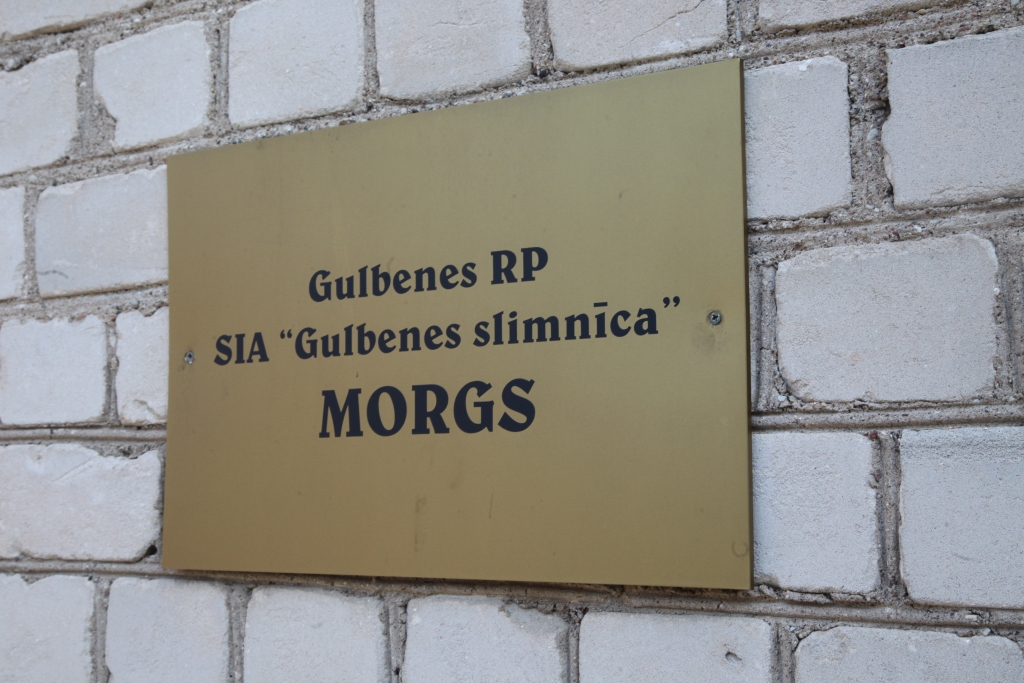 Gulbenes RP
SIA “Gulbenes slimnīca”
MORGS